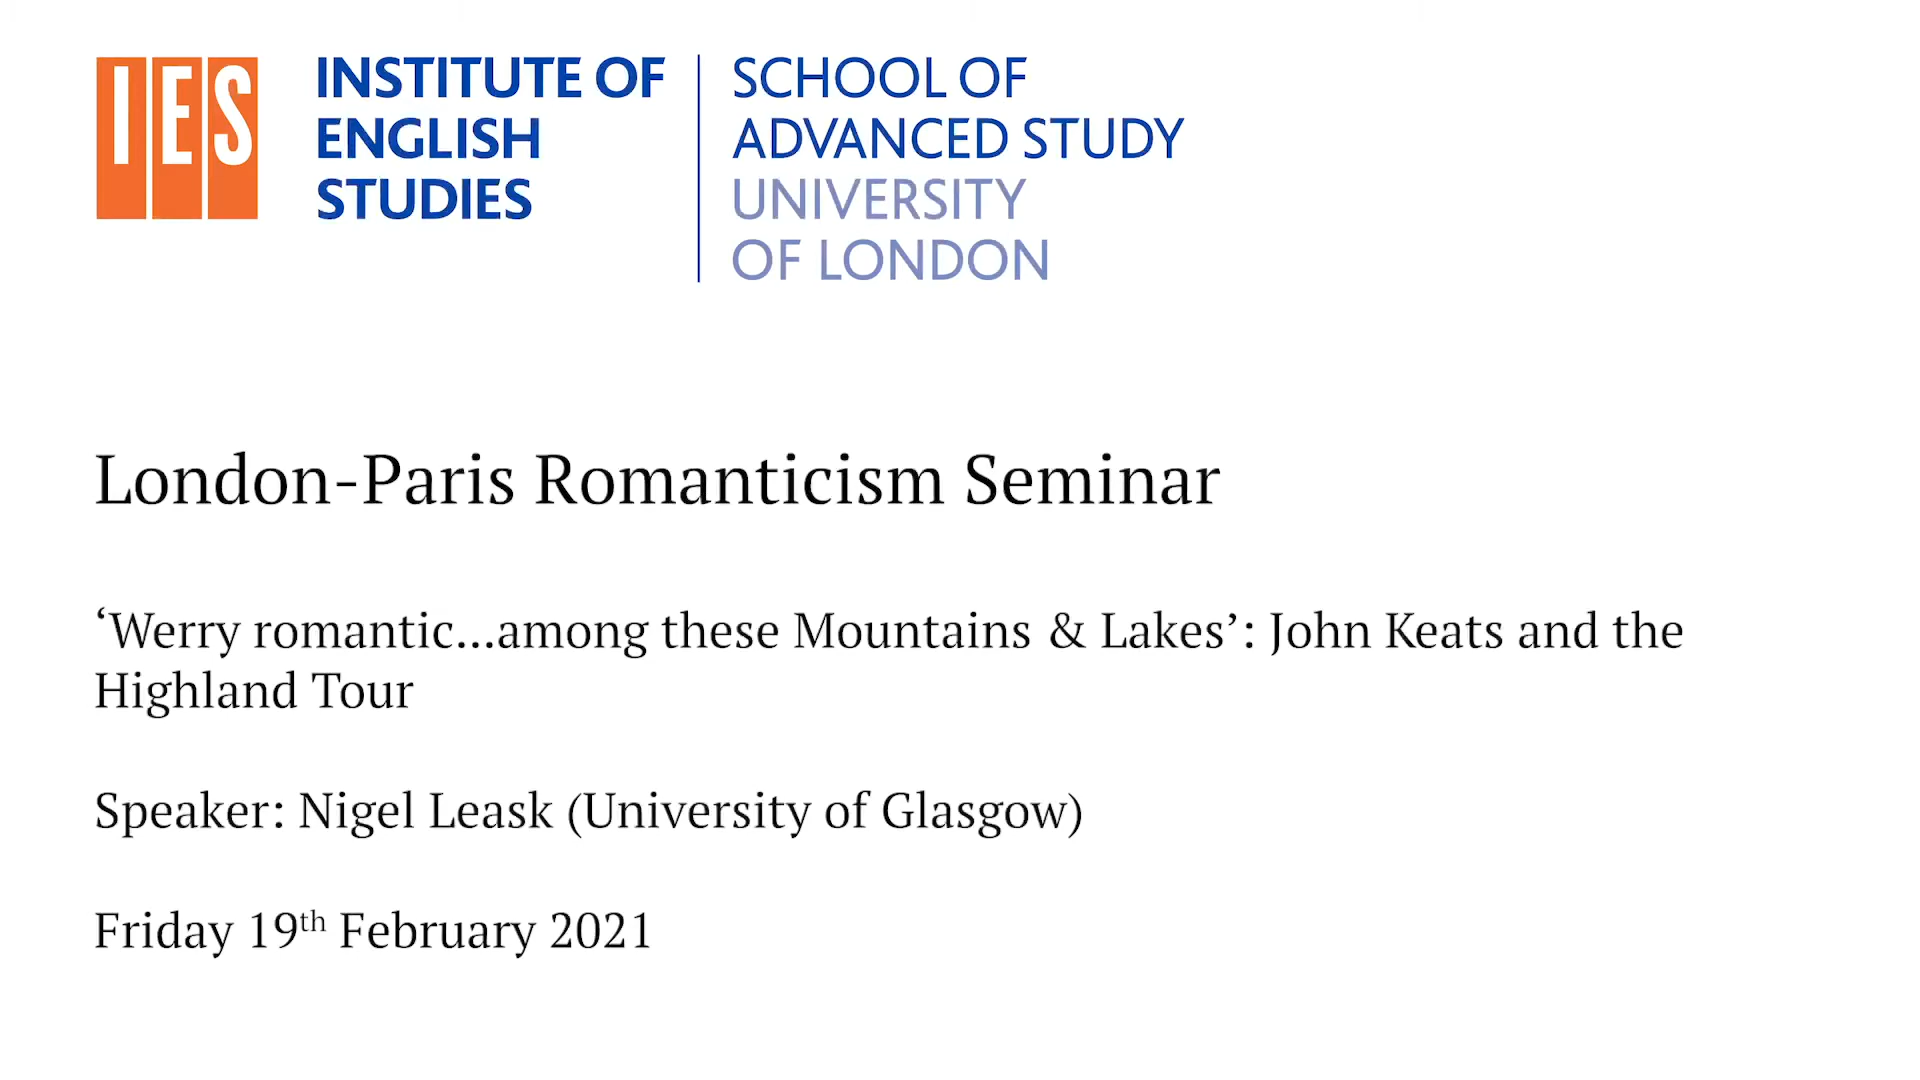 IES
INSTITUTE OF
ENGLISH
STUDIES
SCHOOL OF
ADVANCED STUDY
UNIVERSITY
OF LONDON
London-Paris Romanticism Seminar
‘Werry romantic...among these Mountains & Lakes’: John Keats and the
Highland Tour
Speaker: Nigel Leask (University of Glasgow)
Friday 19th February 2021